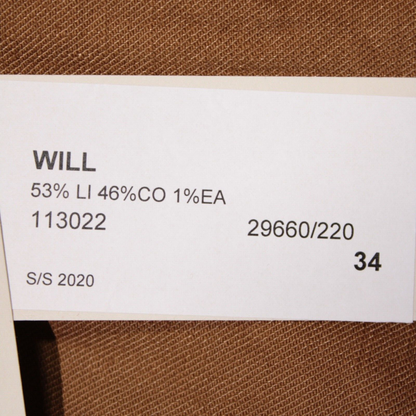 WILL
53% LI 46%CO 1%EA
113022 29660/220
34
S/S 2020